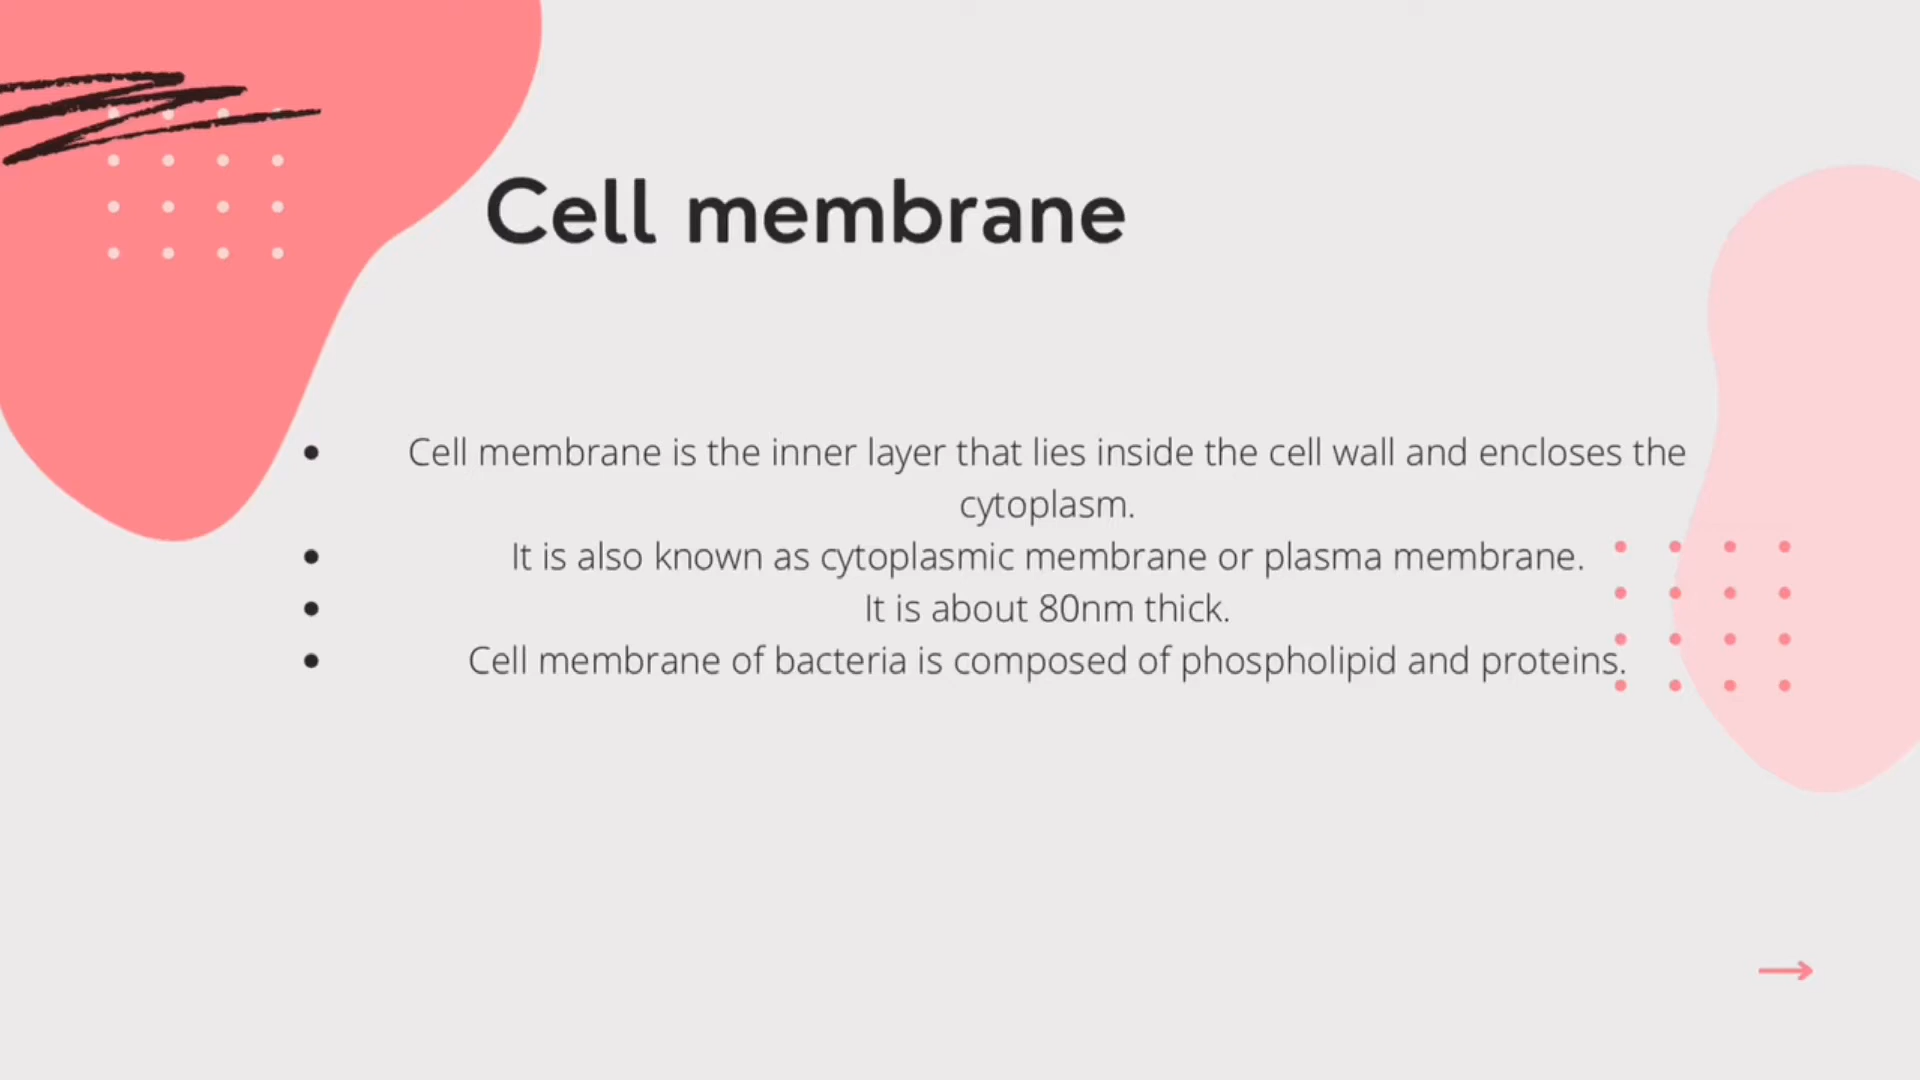 Cell membrane
• Cell membrane is the inner layer that lies inside the cell wall and encloses the
cytoplasm.
• It is also known as cytoplasmic membrane or plasma membrane.
• It is about 80nm thick.
• Cell membrane of bacteria is composed of phospholipid and proteins.